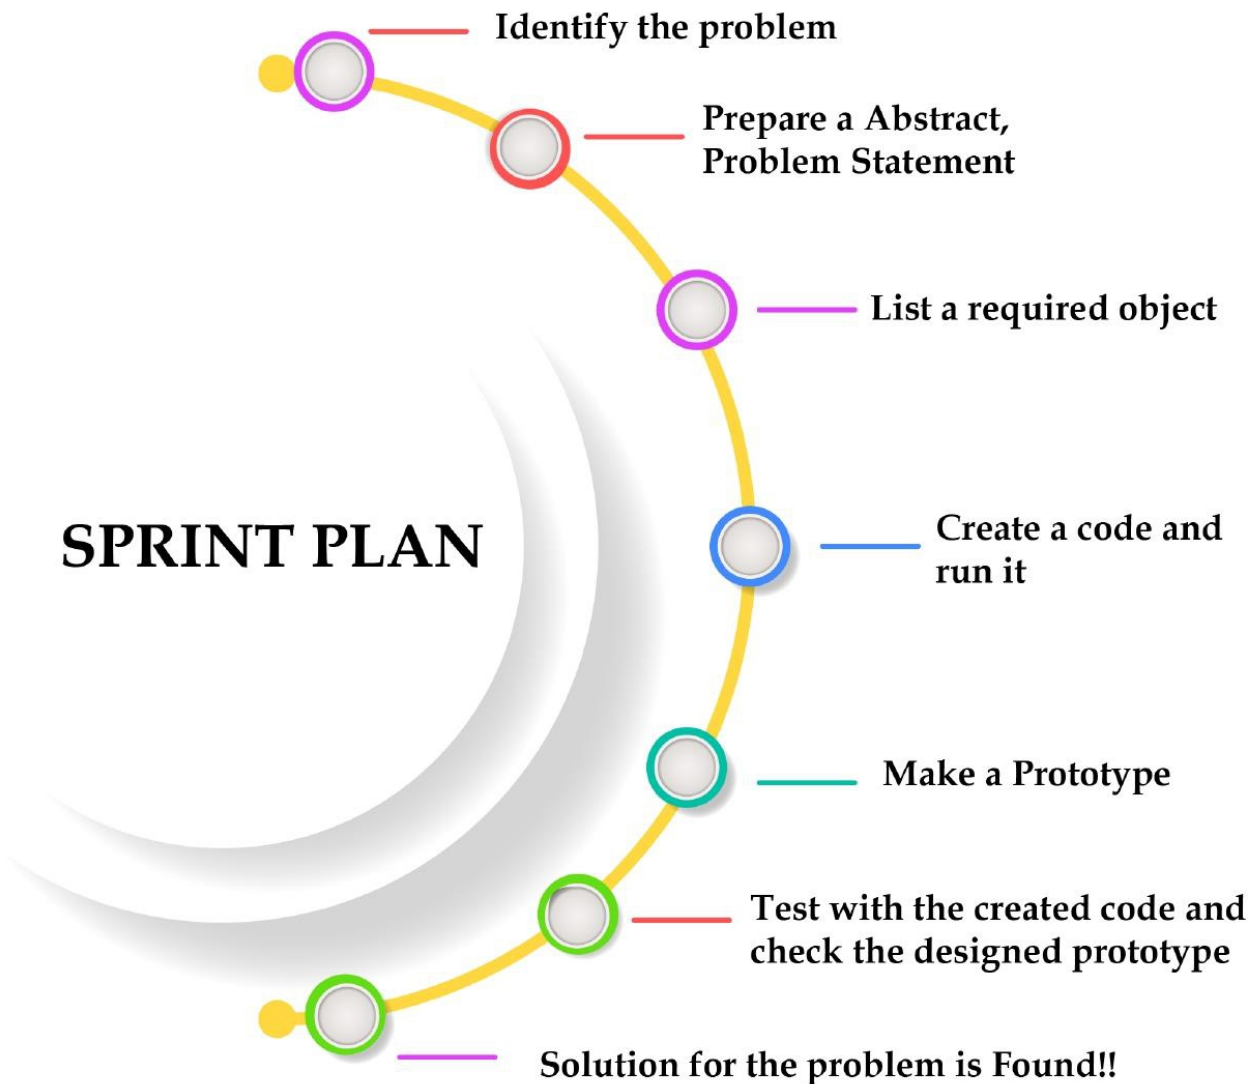 Identify the problem
Prepare a Abstract,
Problem Statement
List a required object
SPRINT PLAN
Create a code and
run it
Make a Prototype
Test with the created code and
check the designed prototype
Solution for the problem is Found!!